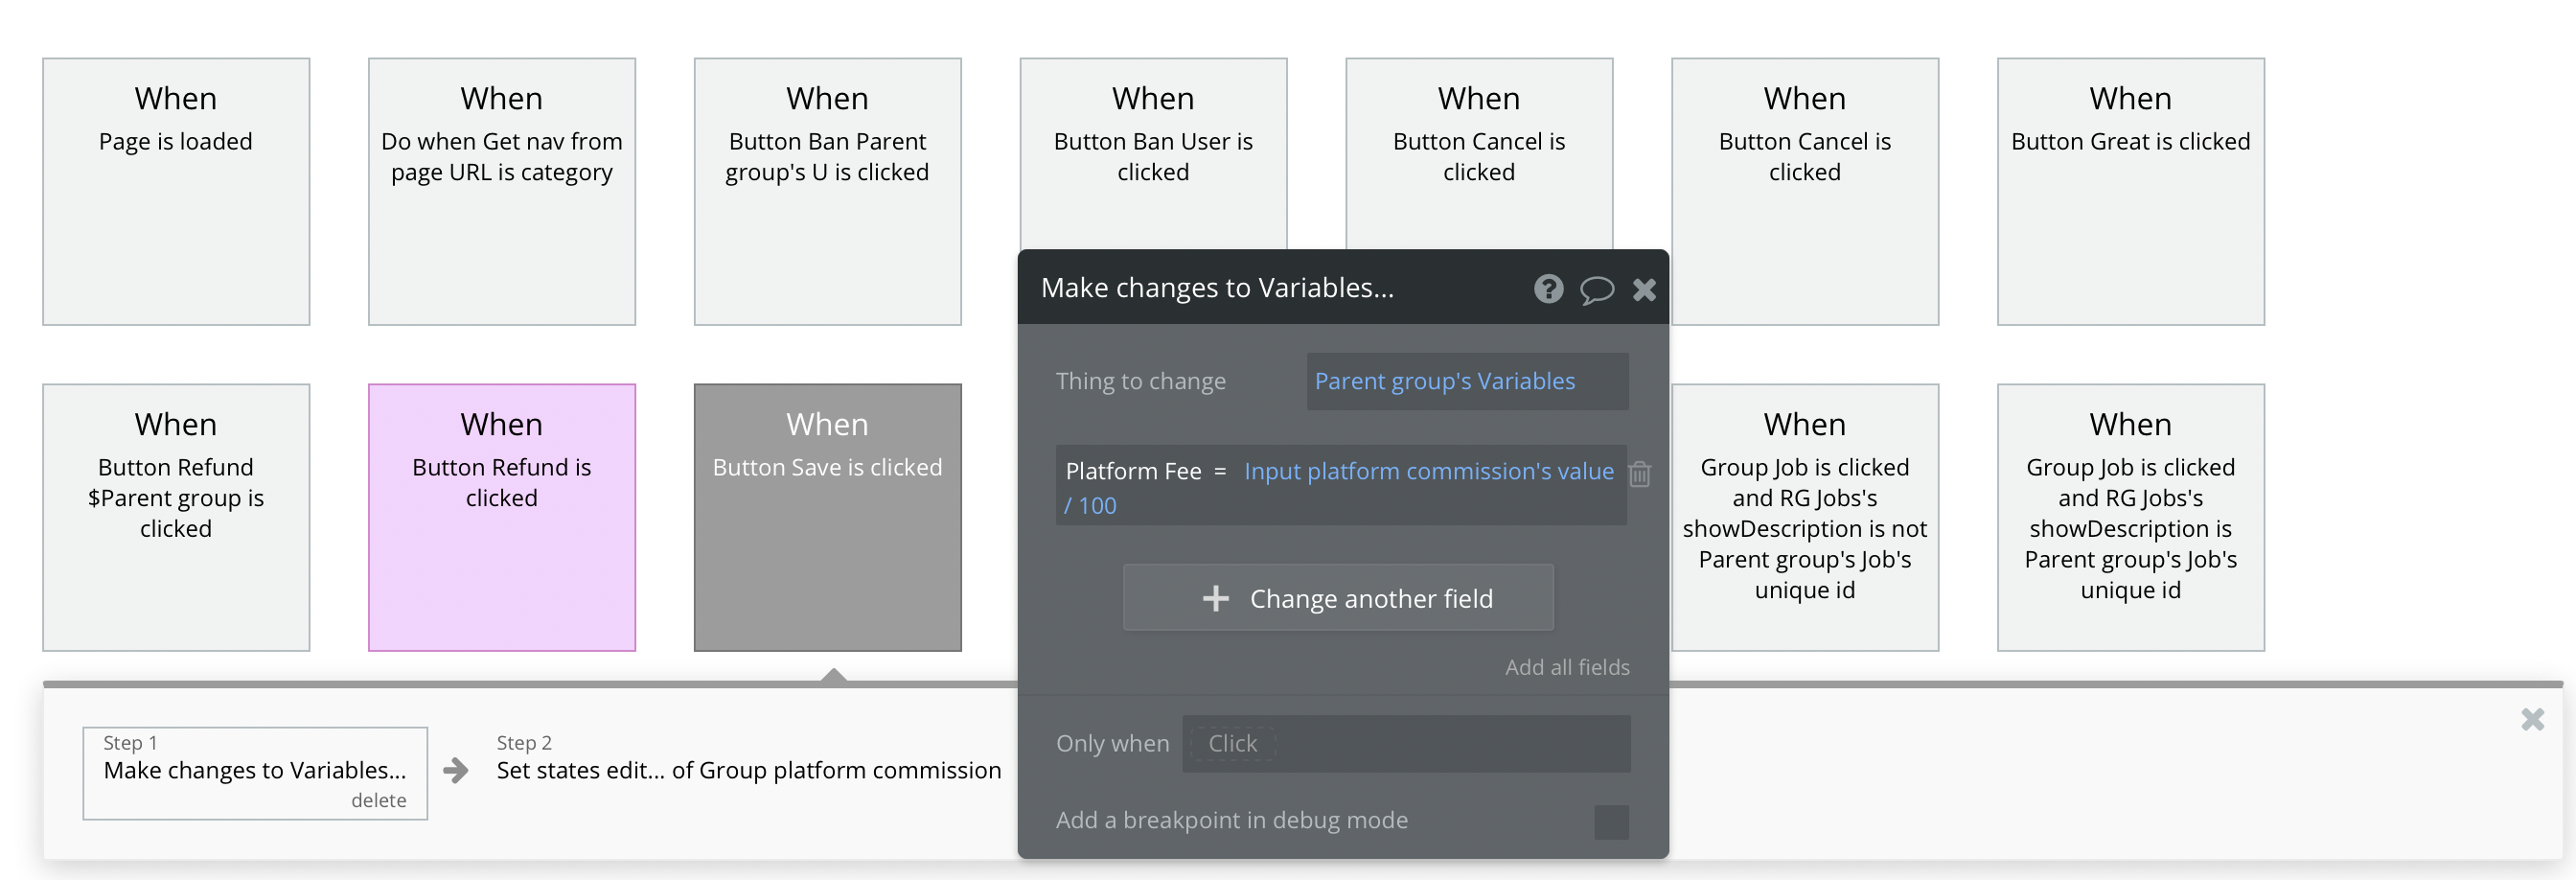 When
Page is loaded
When
Do when Get nav from
page URL is category
When
Button Ban Parent
group's U is clicked
When
Button Ban User is
clicked
When
Button Cancel is
clicked
When
Button Cancel is
clicked
When
Button Great is clicked
When
Button Refund
$Parent group is
clicked
When
Button Refund is
clicked
When
Button Save is clicked
When
Group Job is clicked
and RG Jobs's
showDescription is not
Parent group's Job's
unique id
When
Group Job is clicked
and RG Jobs's
showDescription is
Parent group's Job's
unique id
Make changes to Variables...
Thing to change
Parent group's Variables
Platform Fee = Input platform commission's value
/ 100
Change another field
Add all fields
Only when Click
Add a breakpoint in debug mode
Step 1
Make changes to Variables...
delete
Step 2
Set states edit... of Group platform commission